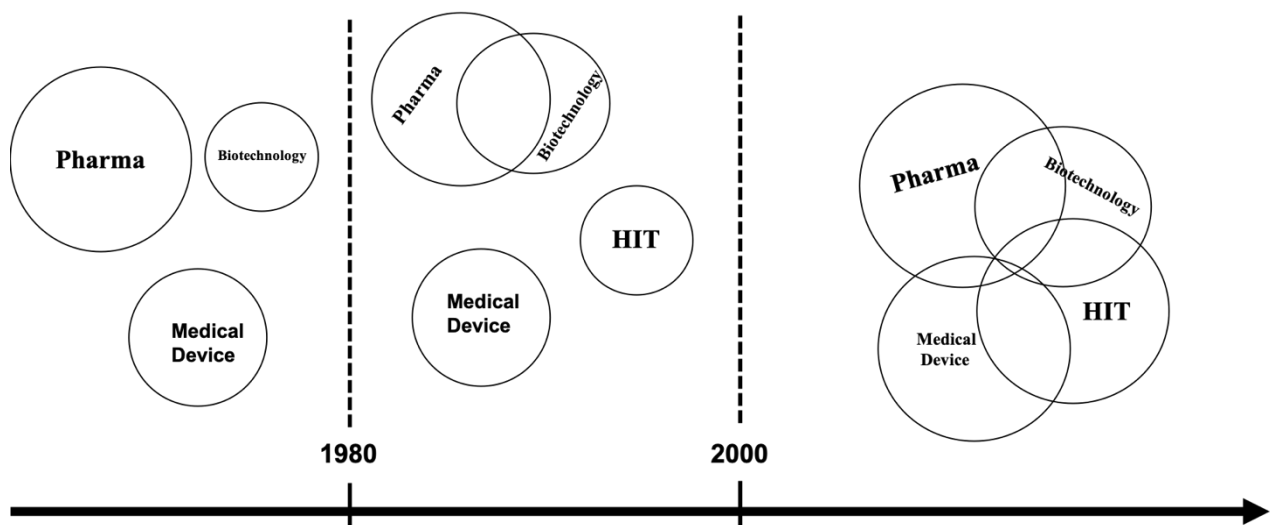 Pharma
Biotechnology
Medical
Device
Pharma
Biotechnology
HIT
Medical
Device
Pharma
Biotechnology
HIT
Medical
Device
1980
2000